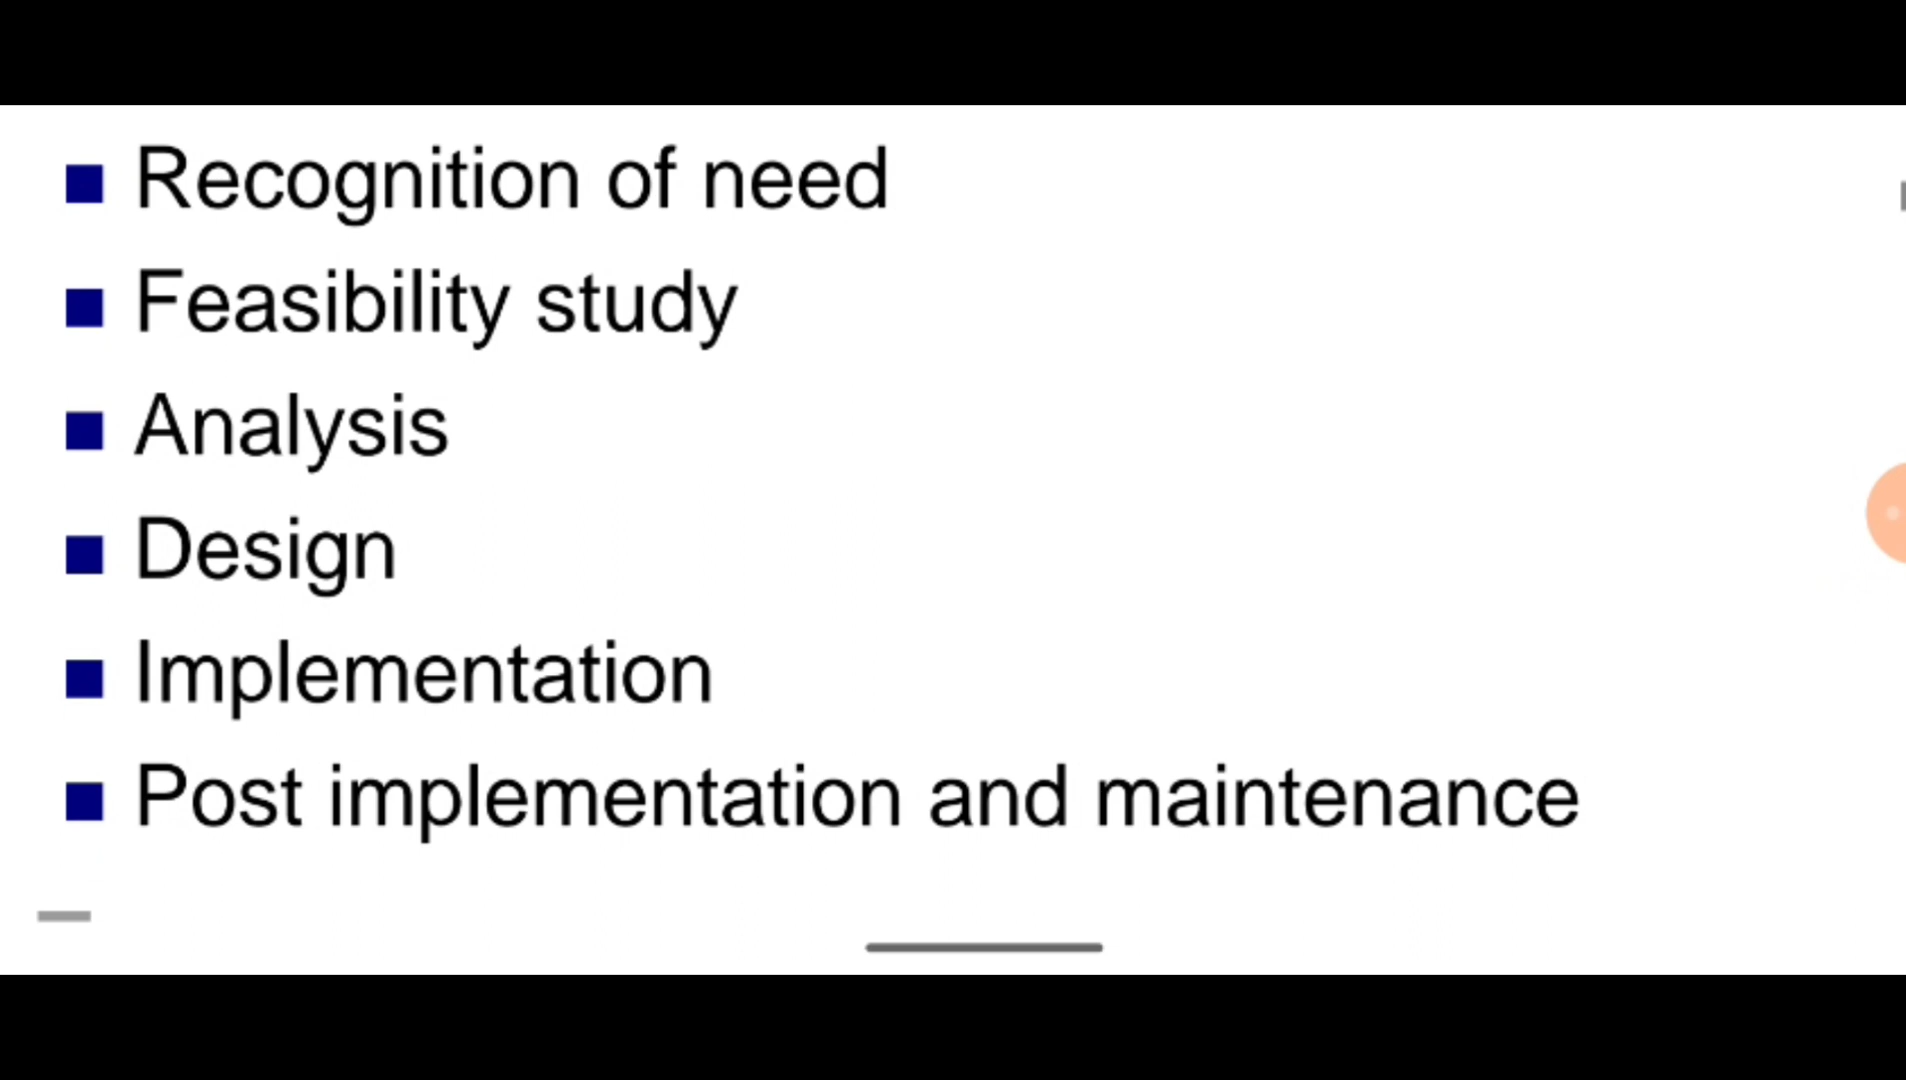 Recognition of need
Feasibility study
Analysis
Design
Implementation
Post implementation and maintenance